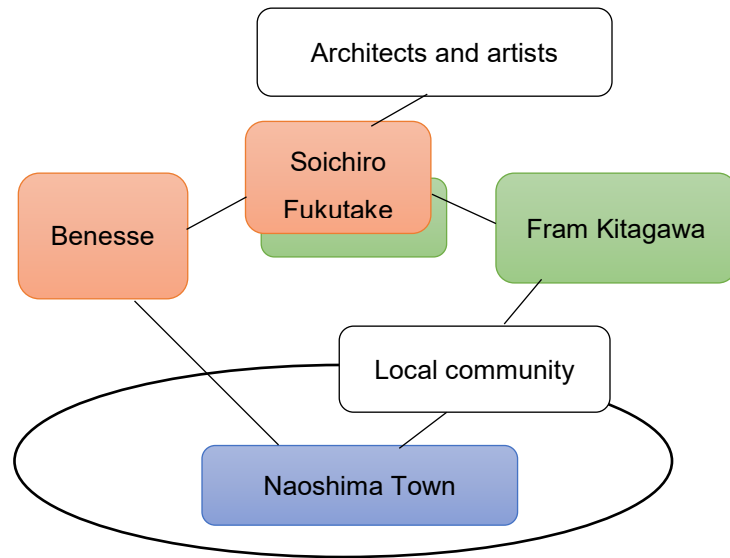 Architects and artists
Soichiro
Fukutake
Benesse
Fram Kitagawa
Local community
Naoshima Town